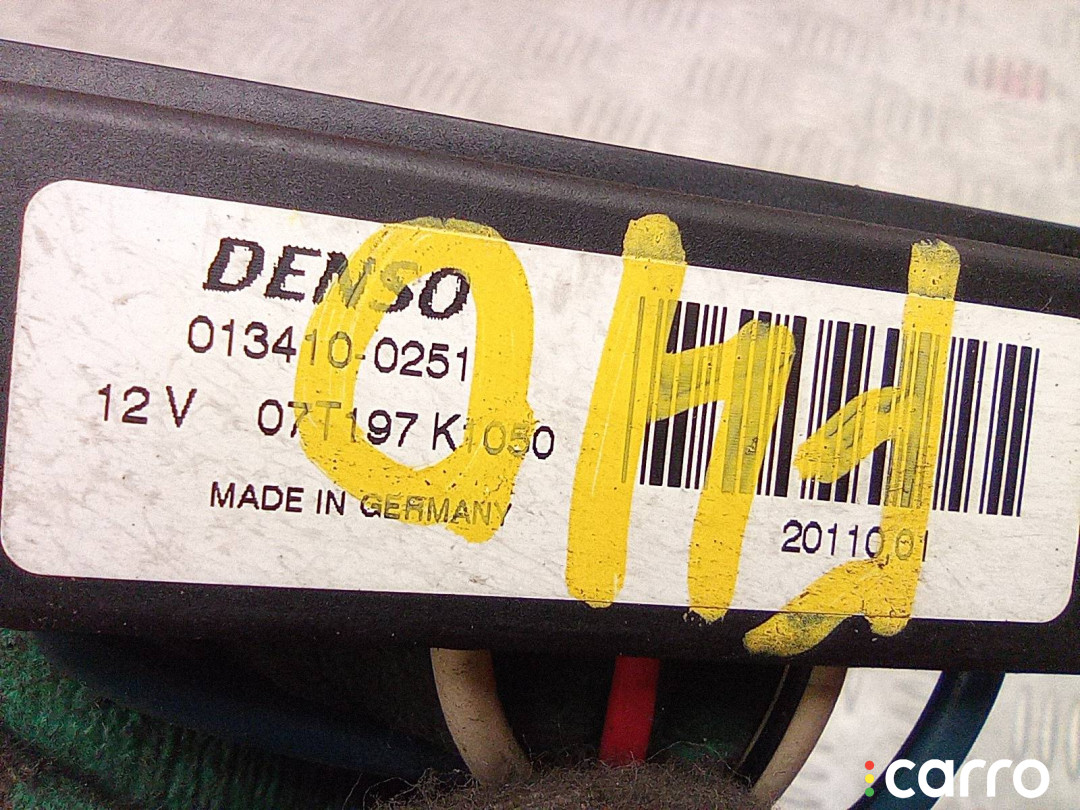 DENSO
013410-0251
12 V 07T197 K1050
MADE IN GERMANY
20110 01
carro